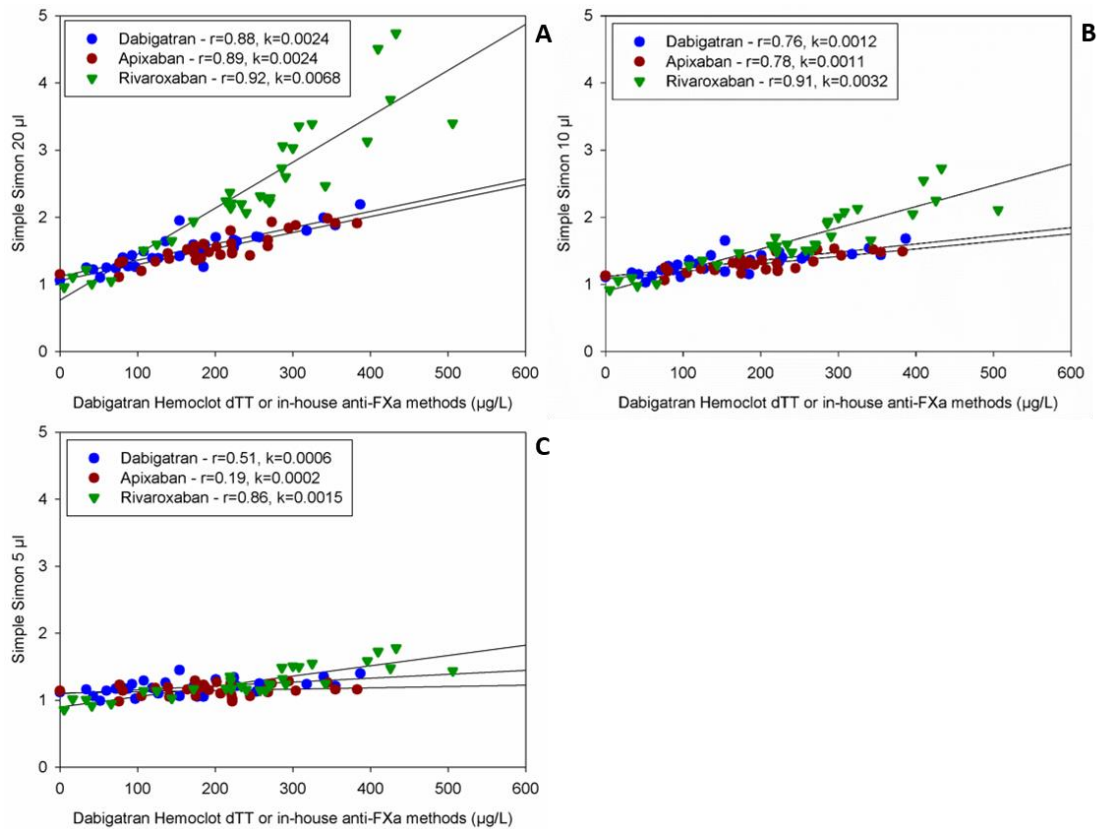 A
Dabigatran - r=0.88, k=0.0024
Apixaban - r=0.89, k=0.0024
Rivaroxaban - r=0.92, k=0.0068
Simple Simon 20 µl
5
4
3
2
1
0
0 100 200 300 400 500 600
Dabigatran Hemoclot dTT or in-house anti-FXa methods (µg/L)
B
Dabigatran - r=0.76, k=0.0012
Apixaban - r=0.78, k=0.0011
Rivaroxaban - r=0.91, k=0.0032
Simple Simon 10 µl
5
4
3
2
1
0
0 100 200 300 400 500 600
Dabigatran Hemoclot dTT or in-house anti-FXa methods (µg/L)
C
Dabigatran - r=0.51, k=0.0006
Apixaban - r=0.19, k=0.0002
Rivaroxaban - r=0.86, k=0.0015
Simple Simon 5 µl
5
4
3
2
1
0
0 100 200 300 400 500 600
Dabigatran Hemoclot dTT or in-house anti-FXa methods (µg/L)